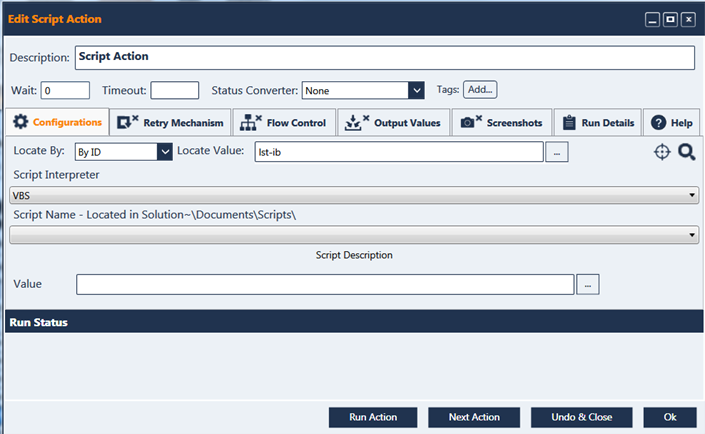 Edit Script Action
Description: Script Action
Wait: 0 Timeout: Status Converter: None Tags: Add...
Configurations Retry Mechanism Flow Control Output Values Screenshots Run Details Help
Locate By: By ID Locate Value: lst-ib ...
Script Interpreter
VBS
Script Name - Located in Solution~\Documents\Scripts\
Script Description
Value ...
Run Status
Run Action Next Action Undo & Close Ok